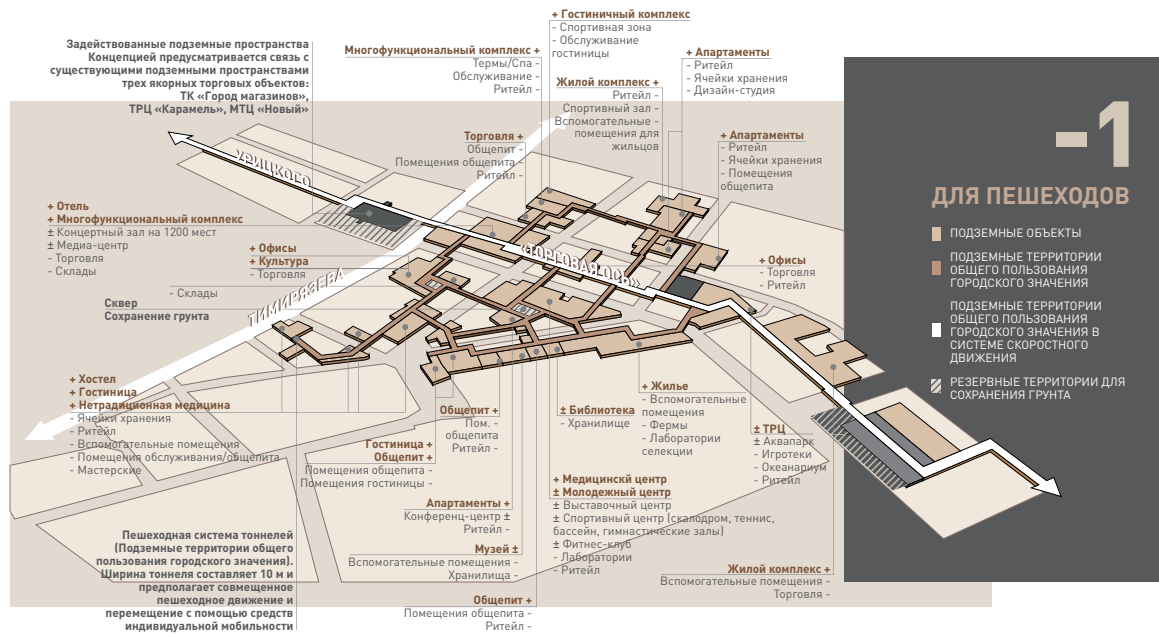 Задействованные подземные пространства
Концепцией предусматривается связь с
существующими подземными пространствами
трех якорных торговых объектов:
ТК «Город магазинов»,
ТРЦ «Карамель», МТЦ «Новый»
Многофункциональный комплекс +
Термы/Спа -
Обслуживание -
Ритейл -
+ Гостиничный комплекс
- Спортивная зона
- Обслуживание
гостиницы
+ Апартаменты
- Ритейл
- Ячейки хранения
- Дизайн-студия
Жилой комплекс +
Ритейл -
Спортивный зал -
Вспомогательные -
помещения для
жильцов
Торговля +
Общепит -
Помещения общепита -
Ритейл -
+ Апартаменты
- Ритейл
- Ячейки хранения
- Помещения
общепита
+ Отель
+ Многофункциональный комплекс
± Концертный зал на 1200 мест
± Медиа-центр
- Торговля
- Склады
+ Офисы
+ Культура
- Торговля
- Склады
Сквер
Сохранение грунта
УРИЦКОГО
ТИМИРЯЗЕВА
«ТОРГОВАЯ ОСЬ»
+ Офисы
- Торговля
- Ритейл
+ Хостел
+ Гостиница
+ Нетрадиционная медицина
- Ячейки хранения
- Ритейл
- Вспомогательные помещения
- Помещения обслуживания/общепита
- Мастерские
Общепит +
Пом. -
общепита
Ритейл -
Гостиница +
Общепит +
Помещения общепита -
Помещения гостиницы -
Апартаменты +
Конференц-центр ±
Ритейл -
Музей ±
Вспомогательные помещения -
Хранилища -
Общепит +
Помещения общепита -
Ритейл -
± Библиотека
- Хранилище
+ Жилье
- Вспомогательные
помещения
- Фермы
- Лаборатории
селекции
± ТРЦ
± Аквапарк
- Игротеки
- Океанариум
- Ритейл
+ Медицинскй центр
± Молодежный центр
± Выставочный центр
± Спортивный центр (скалодром, теннис,
бассейн, гимнастические залы)
± Фитнес-клуб
- Лаборатории
- Ритейл
Жилой комплекс +
Вспомогательные помещения -
Торговля -
Пешеходная система тоннелей
(Подземные территории общего
пользования городского значения).
Ширина тоннеля составляет 10 м и
предполагает совмещенное
пешеходное движение и
перемещение с помощью средств
индивидуальной мобильности
-1
ДЛЯ ПЕШЕХОДОВ
ПОДЗЕМНЫЕ ОБЪЕКТЫ
ПОДЗЕМНЫЕ ТЕРРИТОРИИ
ОБЩЕГО ПОЛЬЗОВАНИЯ
ГОРОДСКОГО ЗНАЧЕНИЯ
ПОДЗЕМНЫЕ ТЕРРИТОРИИ
ОБЩЕГО ПОЛЬЗОВАНИЯ
ГОРОДСКОГО ЗНАЧЕНИЯ В
СИСТЕМЕ СКОРОСТНОГО
ДВИЖЕНИЯ
РЕЗЕРВНЫЕ ТЕРРИТОРИИ ДЛЯ
СОХРАНЕНИЯ ГРУНТА